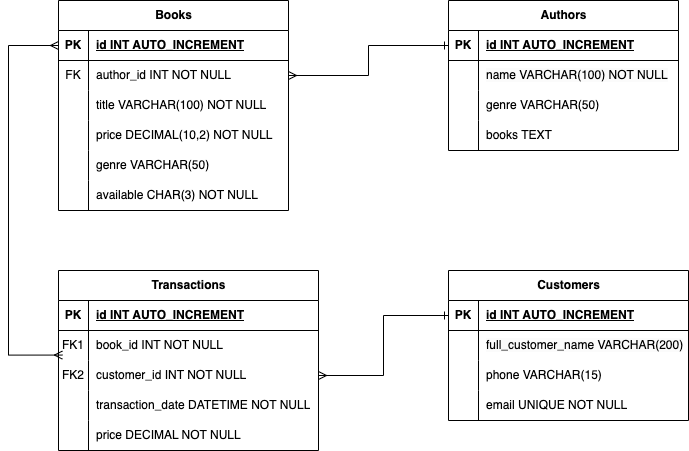 Books
PK id INT AUTO_INCREMENT
FK author_id INT NOT NULL
title VARCHAR(100) NOT NULL
price DECIMAL(10,2) NOT NULL
genre VARCHAR(50)
available CHAR(3) NOT NULL
Authors
PK id INT AUTO_INCREMENT
name VARCHAR(100) NOT NULL
genre VARCHAR(50)
books TEXT
Transactions
PK id INT AUTO_INCREMENT
FK1 book_id INT NOT NULL
FK2 customer_id INT NOT NULL
transaction_date DATETIME NOT NULL
price DECIMAL NOT NULL
Customers
PK id INT AUTO_INCREMENT
full_customer_name VARCHAR(200)
phone VARCHAR(15)
email UNIQUE NOT NULL